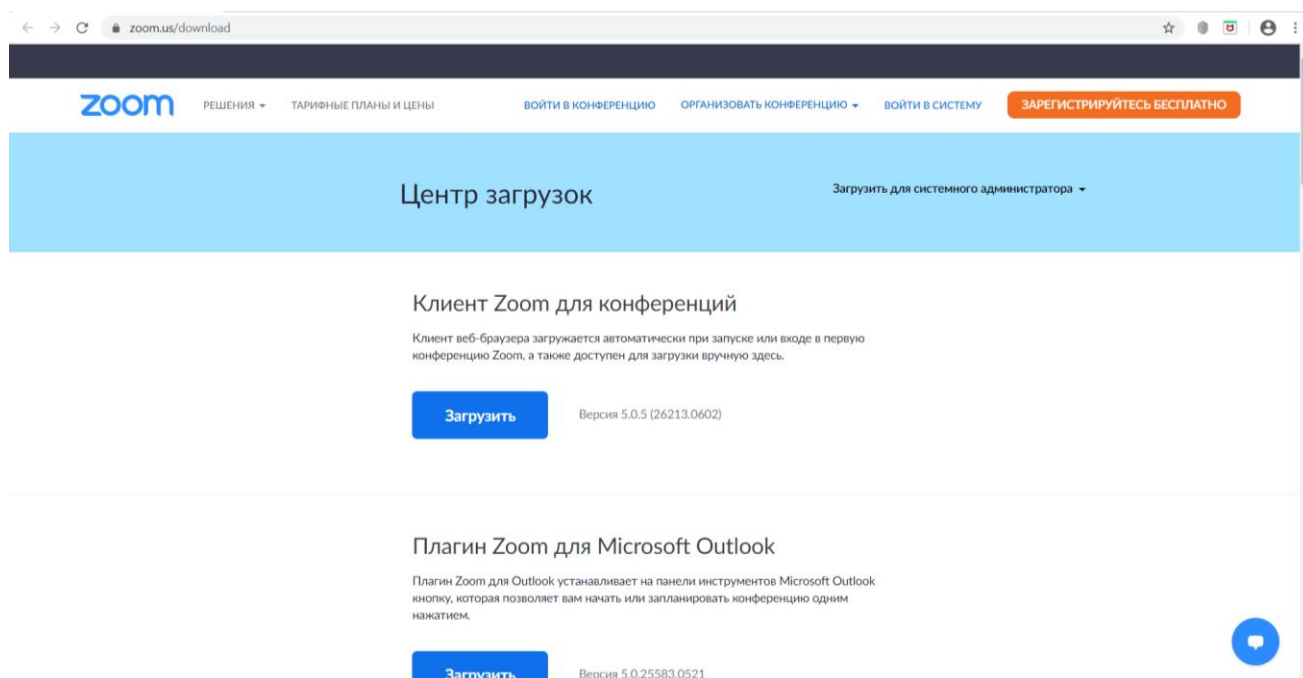 zoom.us/download
zoom РЕШЕНИЯ ТАРИФНЫЕ ПЛАНЫ И ЦЕНЫ ВОЙТИ В КОНФЕРЕНЦИЮ ОРГАНИЗОВАТЬ КОНФЕРЕНЦИЮ ВОЙТИ В СИСТЕМУ ЗАРЕГИСТРИРУЙТЕСЬ БЕСПЛАТНО
Центр загрузок Загрузить для системного администратора
Клиент Zoom для конференций
Клиент веб-браузера загружается автоматически при запуске или входе в первую
конференцию Zoom, а также доступен для загрузки вручную здесь.
Загрузить Версия 5.0.5 (26213.0602)
Плагин Zoom для Microsoft Outlook
Плагин Zoom для Outlook устанавливает на панели инструментов Microsoft Outlook
кнопку, которая позволяет вам начать или запланировать конференцию одним
нажатием.
Загрузить Версия 5.0.25583.0521